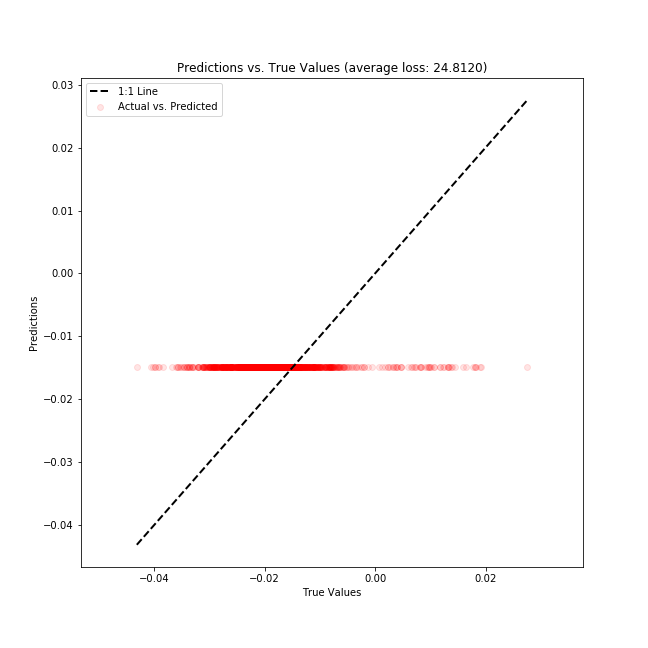 Predictions vs. True Values (average loss: 24.8120)
1:1 Line
Actual vs. Predicted
0.03
0.02
0.01
0.00
−0.01
−0.02
−0.03
−0.04
Predictions
−0.04 −0.02 0.00 0.02
True Values